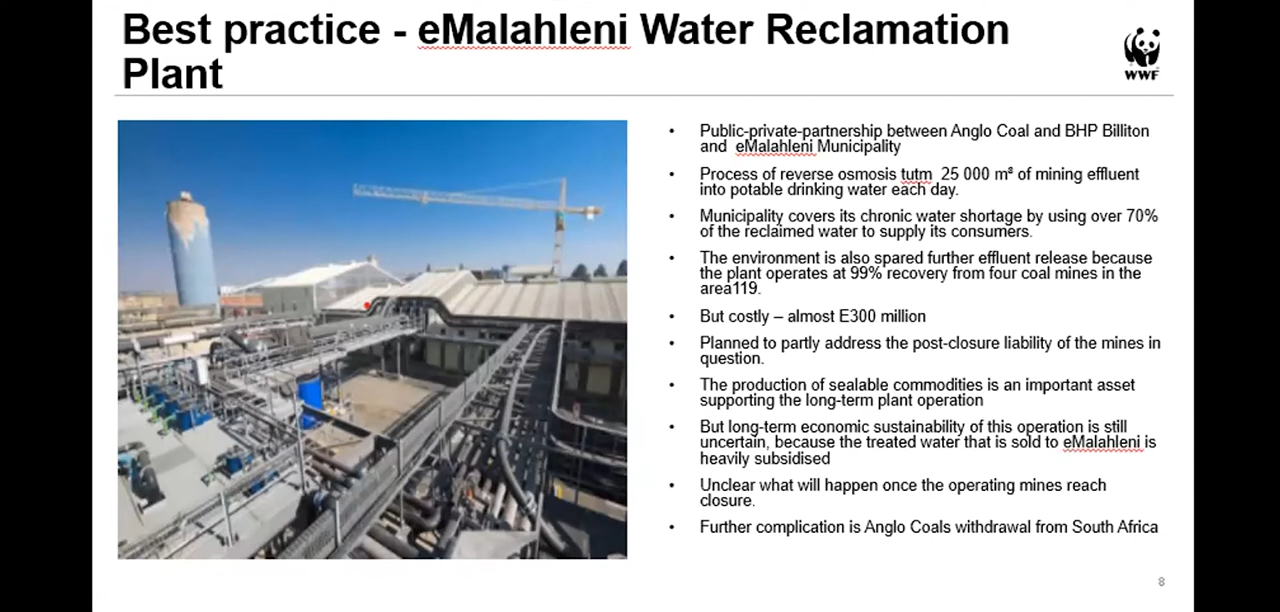 Best practice - eMalahleni Water Reclamation
Plant
WWF
• Public-private-partnership between Anglo Coal and BHP Billiton
and eMalahleni Municipality
• Process of reverse osmosis tutm 25 000 m³ of mining effluent
into potable drinking water each day.
• Municipality covers its chronic water shortage by using over 70%
of the reclaimed water to supply its consumers.
• The environment is also spared further effluent release because
the plant operates at 99% recovery from four coal mines in the
area119.
• But costly – almost E300 million
• Planned to partly address the post-closure liability of the mines in
question.
• The production of sealable commodities is an important asset
supporting the long-term plant operation
• But long-term economic sustainability of this operation is still
uncertain, because the treated water that is sold to eMalahleni is
heavily subsidised
• Unclear what will happen once the operating mines reach
closure.
• Further complication is Anglo Coals withdrawal from South Africa
8